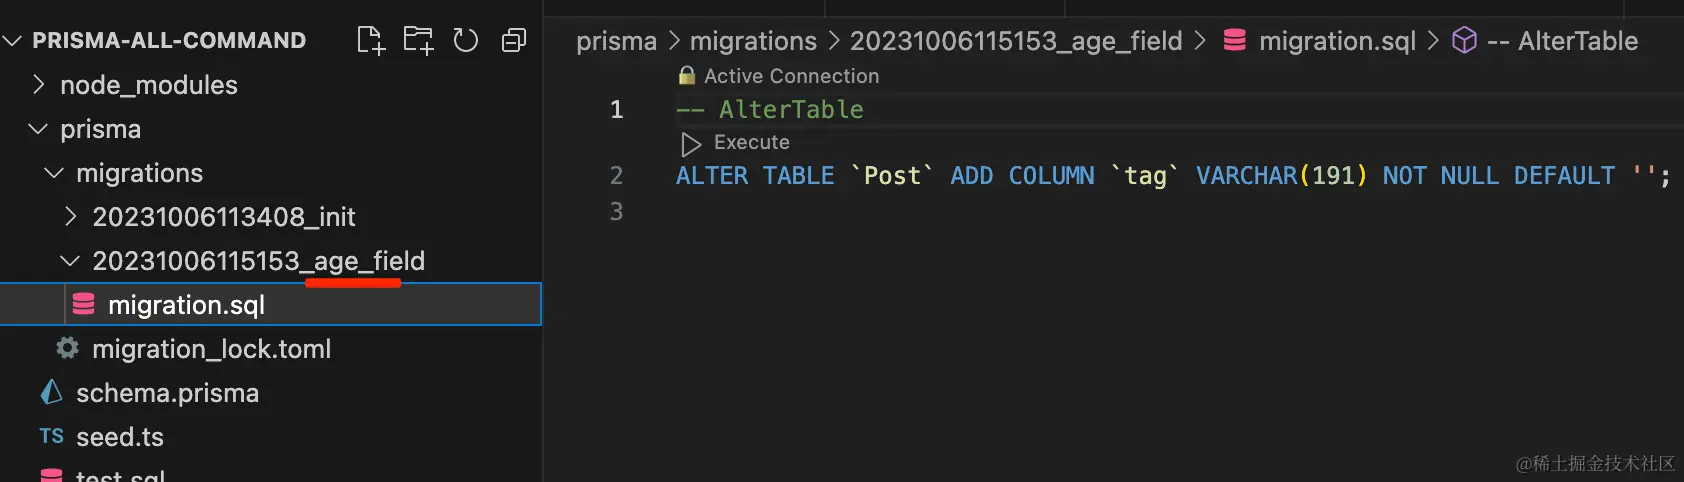 PRISMA-ALL-COMMAND
node_modules
prisma
migrations
20231006113408_init
20231006115153_age_field
migration.sql
migration_lock.toml
schema.prisma
TS seed.ts
test.sql
prisma > migrations > 20231006115153_age_field > migration.sql > -- AlterTable
Active Connection
1 -- AlterTable
Execute
2 ALTER TABLE `Post` ADD COLUMN `tag` VARCHAR(191) NOT NULL DEFAULT '';
3
@稀土掘金技术社区